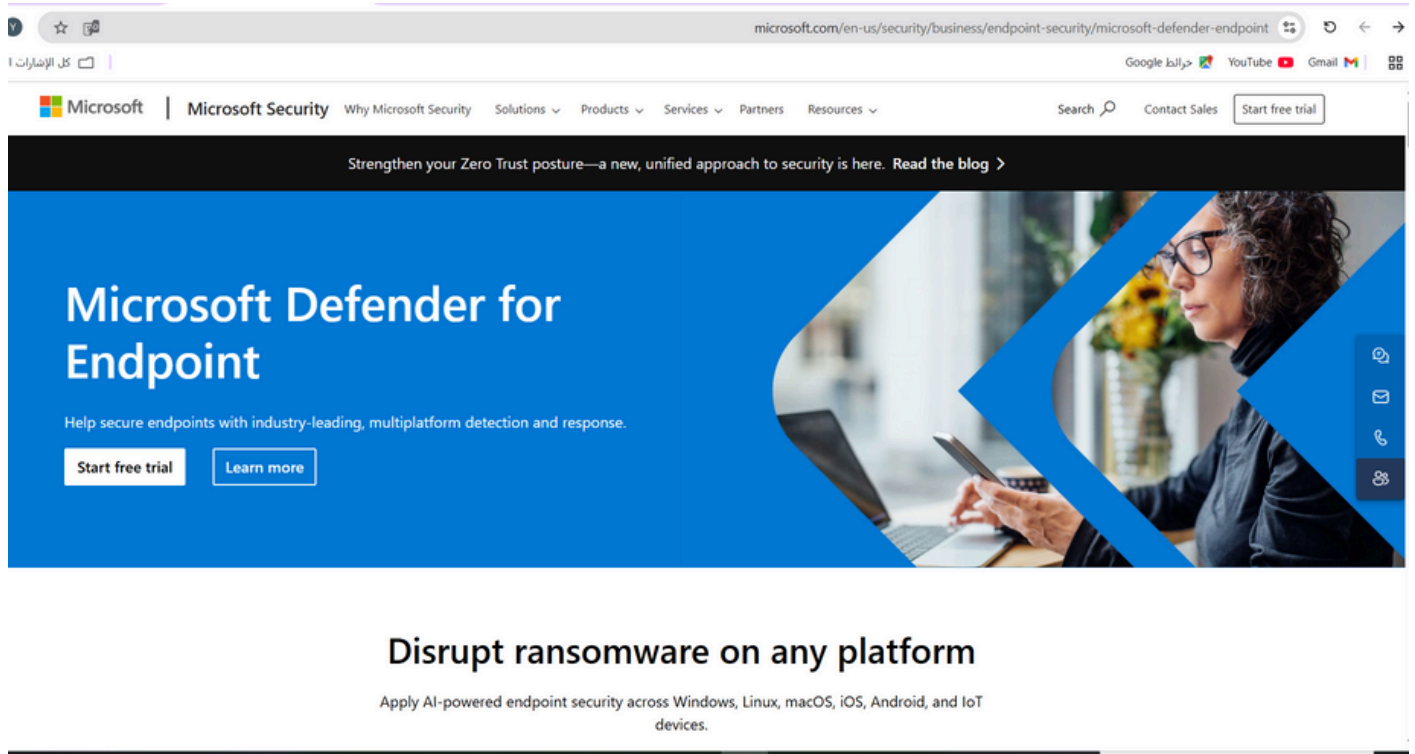 Y
microsoft.com/en-us/security/business/endpoint-security/microsoft-defender-endpoint
كل الإشارات ا
خرائط Google
YouTube
Gmail
Microsoft
Microsoft Security
Why Microsoft Security
Solutions
Products
Services
Partners
Resources
Search
Contact Sales
Start free trial
Strengthen your Zero Trust posture—a new, unified approach to security is here. Read the blog
Microsoft Defender for
Endpoint
Help secure endpoints with industry-leading, multiplatform detection and response.
Start free trial
Learn more
Disrupt ransomware on any platform
Apply AI-powered endpoint security across Windows, Linux, macOS, iOS, Android, and IoT
devices.